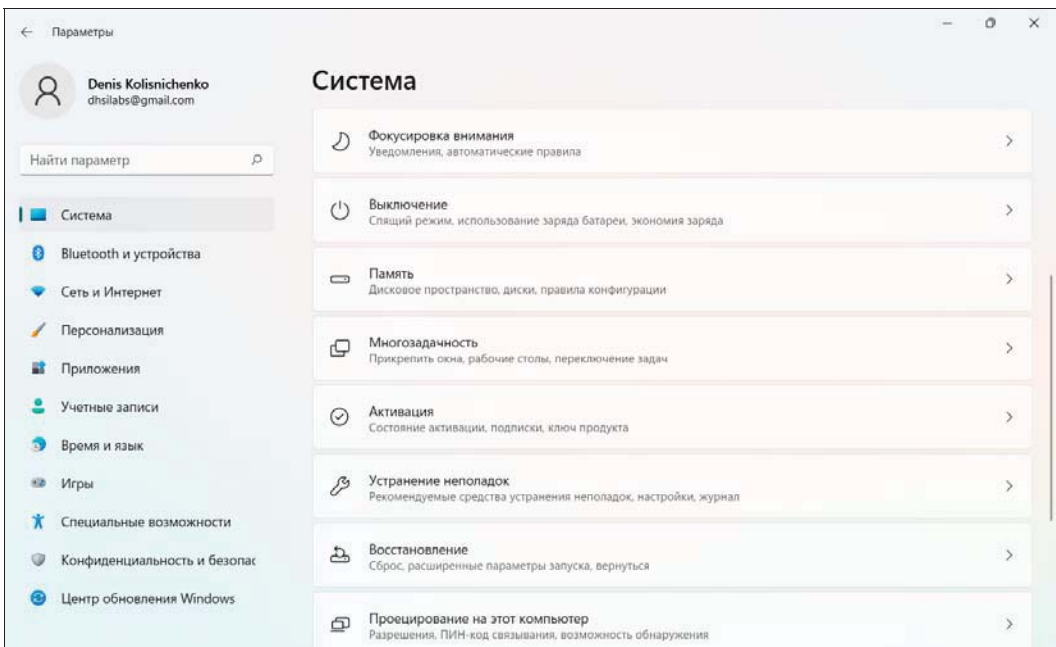 Параметры
Denis Kolisnichenko
dhsilabs@gmail.com
Найти параметр
Система
Bluetooth и устройства
Сеть и Интернет
Персонализация
Приложения
Учетные записи
Время и язык
Игры
Специальные возможности
Конфиденциальность и безопас
Центр обновления Windows
Система
Фокусировка внимания
Уведомления, автоматические правила
Выключение
Спящий режим, использование заряда батареи, экономия заряда
Память
Дисковое пространство, диски, правила конфигурации
Многозадачность
Прикрепить окна, рабочие столы, переключение задач
Активация
Состояние активации, подписки, ключ продукта
Устранение неполадок
Рекомендуемые средства устранения неполадок, настройки, журнал
Восстановление
Сброс, расширенные параметры запуска, вернуться
Проецирование на этот компьютер
Разрешения, ПИН-код связывания, возможность обнаружения